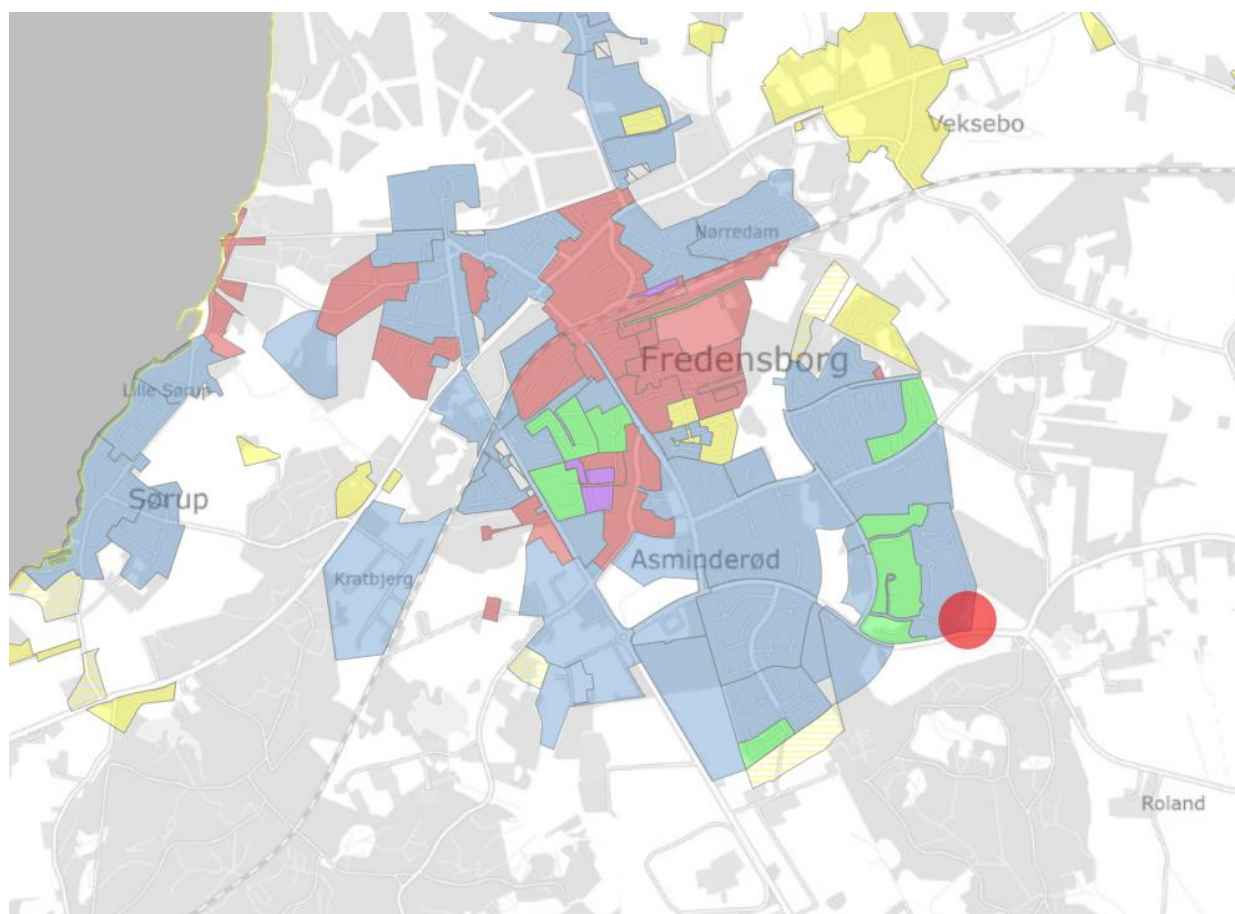 Veksebo
Nørredam
Fredensborg
Lille Sørup
Sørup
Asminderød
Kratbjerg
Roland